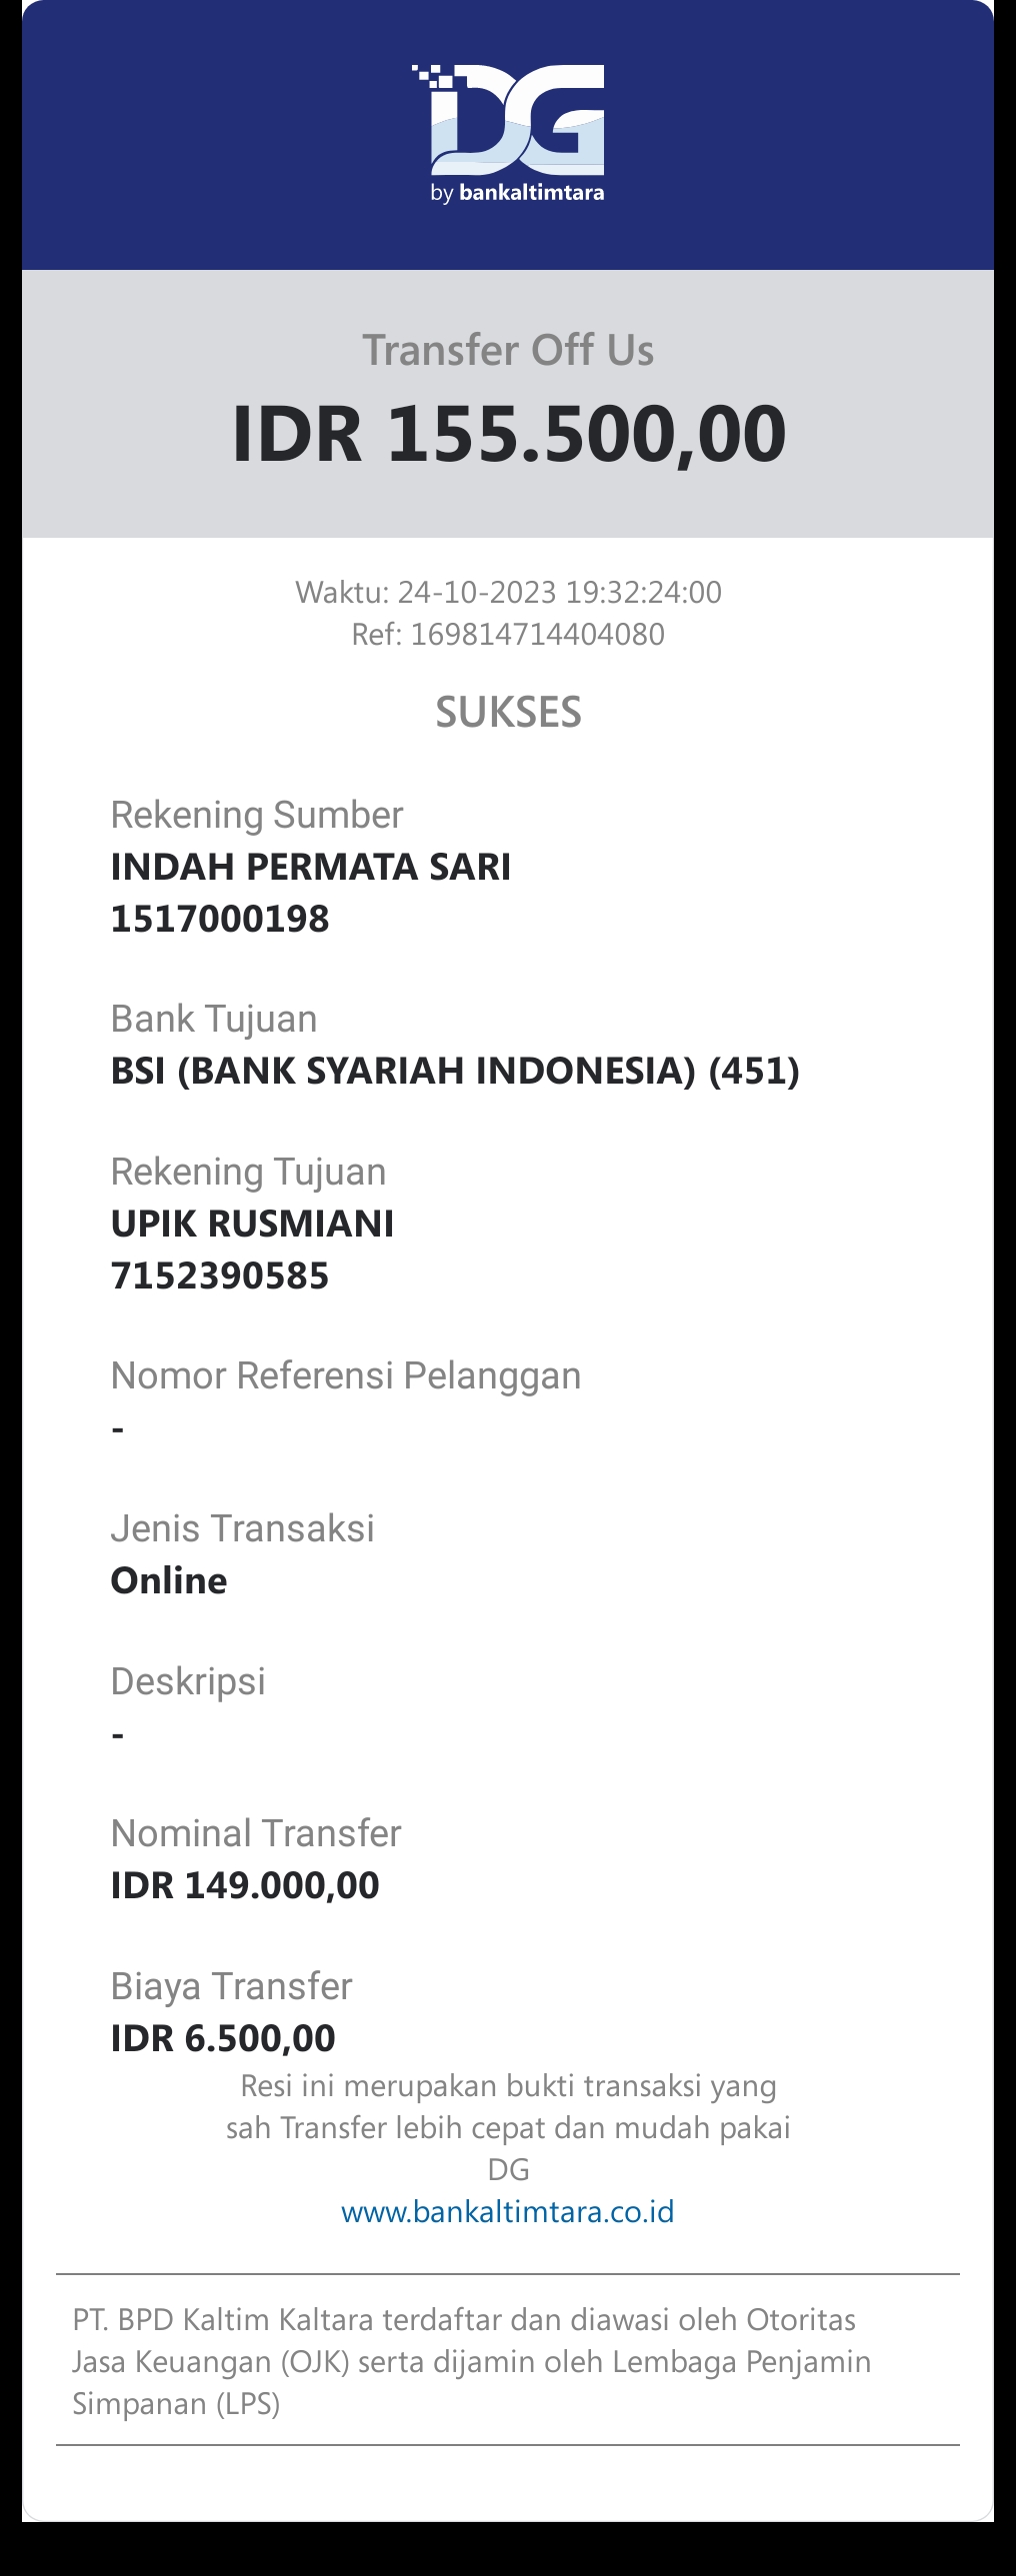 DG
by bankaltimtara
Transfer Off Us
IDR 155.500,00
Waktu: 24-10-2023 19:32:24:00
Ref: 169814714404080
SUKSES
Rekening Sumber
INDAH PERMATA SARI
1517000198
Bank Tujuan
BSI (BANK SYARIAH INDONESIA) (451)
Rekening Tujuan
UPIK RUSMIANI
7152390585
Nomor Referensi Pelanggan
-
Jenis Transaksi
Online
Deskripsi
-
Nominal Transfer
IDR 149.000,00
Biaya Transfer
IDR 6.500,00
Resi ini merupakan bukti transaksi yang
sah Transfer lebih cepat dan mudah pakai
DG
www.bankaltimtara.co.id
PT. BPD Kaltim Kaltara terdaftar dan diawasi oleh Otoritas
Jasa Keuangan (OJK) serta dijamin oleh Lembaga Penjamin
Simpanan (LPS)